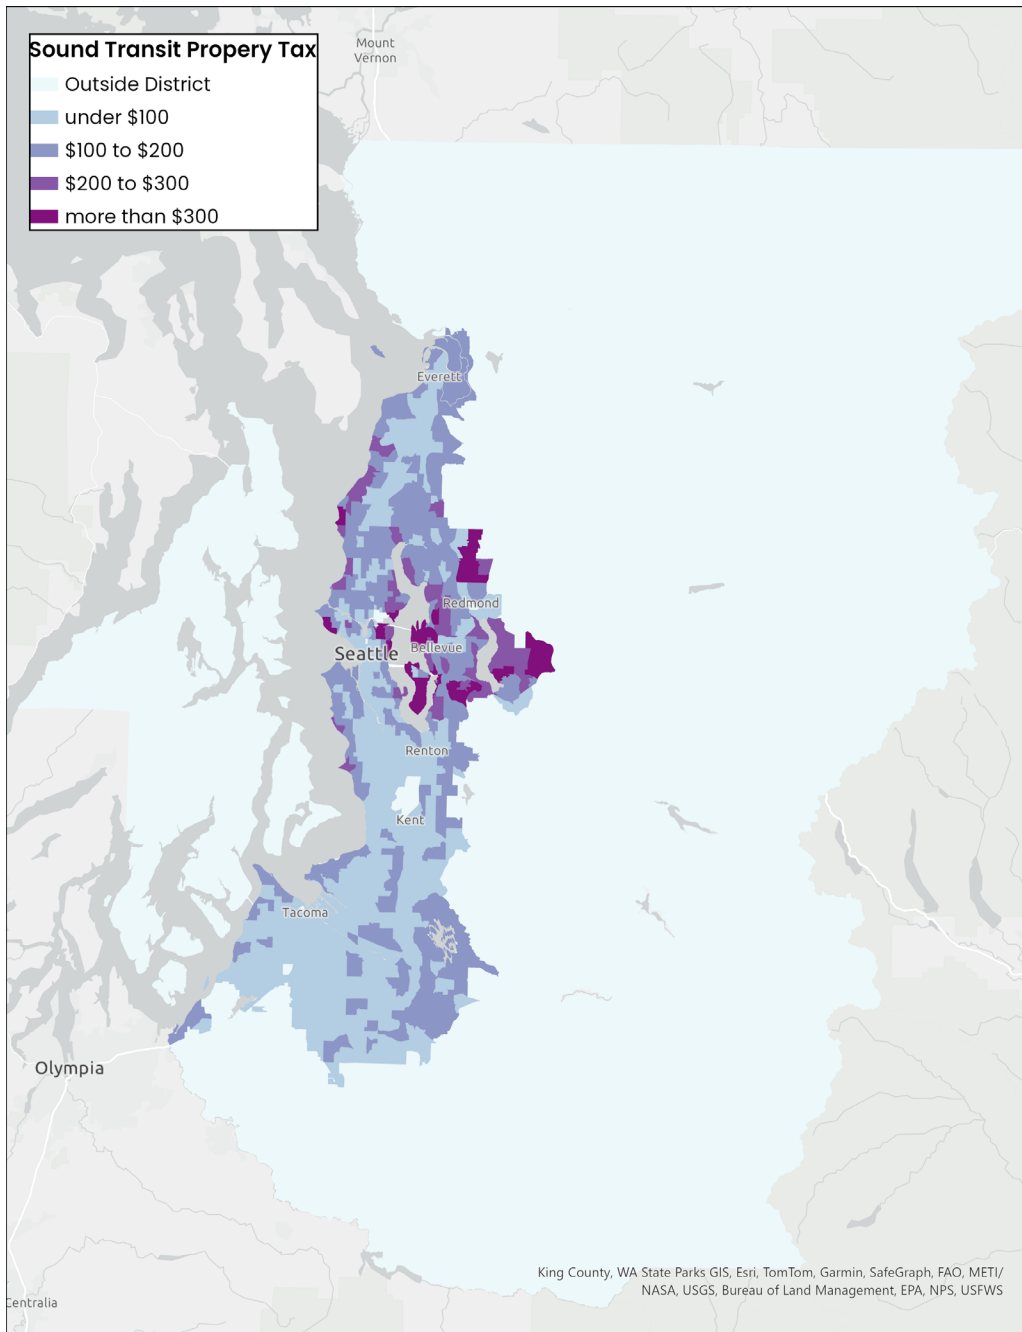 Sound Transit Propery Tax
Outside District
under $100
$100 to $200
$200 to $300
more than $300
Mount
Vernon
Everett
Redmond
Bellevue
Seattle
Renton
Kent
Tacoma
Olympia
Centralia
King County, WA State Parks GIS, Esri, TomTom, Garmin, SafeGraph, FAO, METI/
NASA, USGS, Bureau of Land Management, EPA, NPS, USFWS